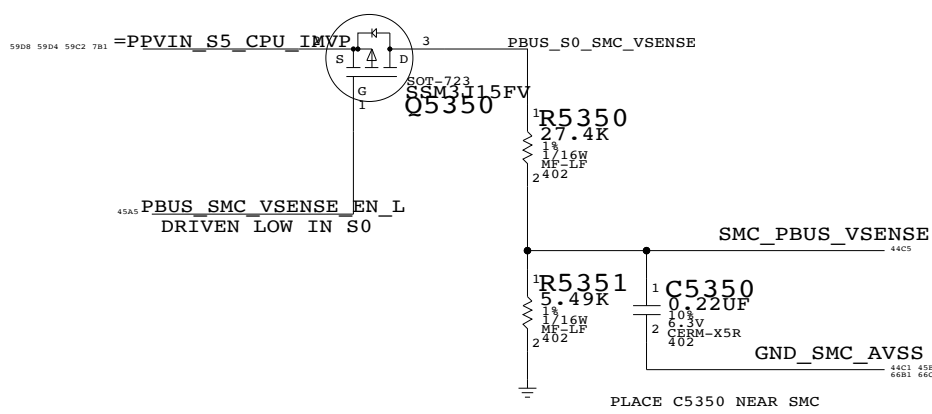 59D8 59D4 59C2 7B1 =PPVIN_S5_CPU_IMVP
3
PBUS_S0_SMC_VSENSE
S
D
G
1
SOT-723
SSM3J15FV
Q5350
1
R5350
27.4K
1%
1/16W
MF-LF
2 402
45A5 PBUS_SMC_VSENSE_EN_L
DRIVEN LOW IN S0
SMC_PBUS_VSENSE
44C5
1
R5351
5.49K
1%
1/16W
MF-LF
2 402
1
C5350
0.22UF
10%
6.3V
2 CERM-X5R
402
GND_SMC_AVSS
44C1
66B1
PLACE C5350 NEAR SMC